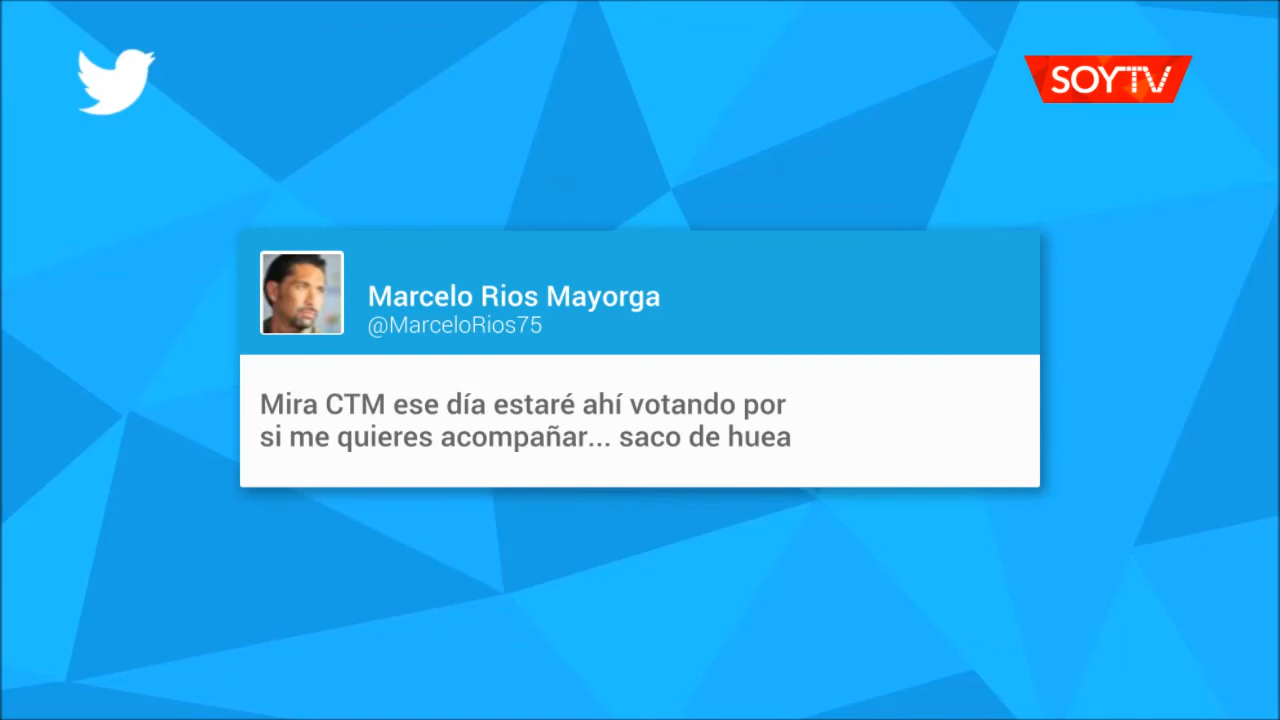 SOYTV
Marcelo Rios Mayorga
@MarceloRios75
Mira CTM ese día estaré ahí votando por
si me quieres acompañar... saco de huea